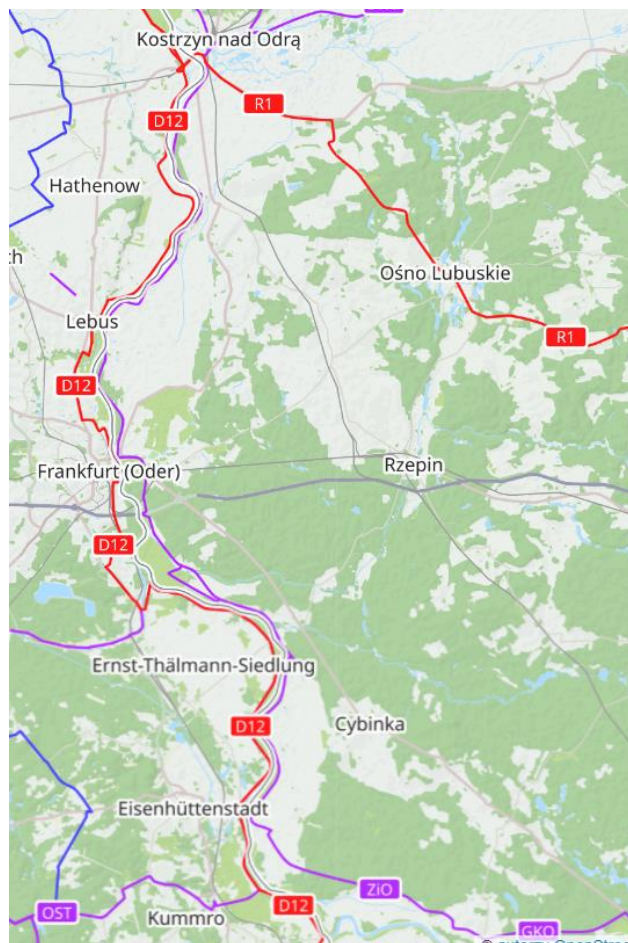 Kostrzyn nad Odrą
R1
D12
Hathenow
Ośno Lubuskie
Lebus
R1
D12
Rzepin
Frankfurt (Oder)
D12
Ernst-Thälmann-Siedlung
D12
Cybinka
Eisenhüttenstadt
ZiO
OST
D12
Kummro
GKO